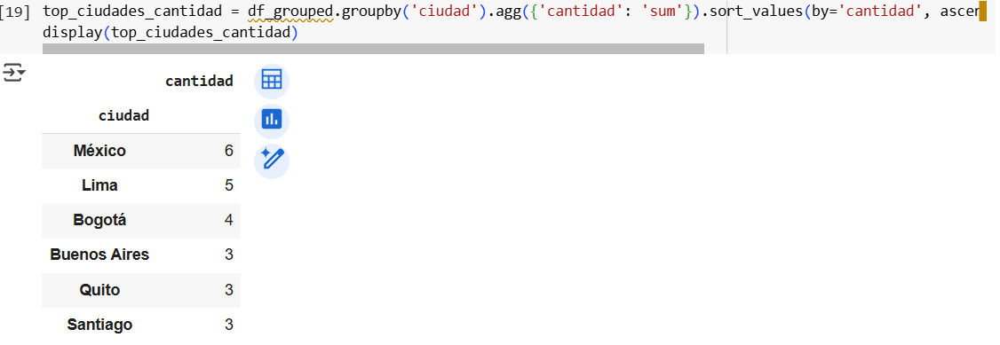 [19] top_ciudades_cantidad = df_grouped.groupby('ciudad').agg({'cantidad': 'sum'}).sort_values(by='cantidad', ascen
display(top_ciudades_cantidad)
cantidad
ciudad
México 6
Lima 5
Bogotá 4
Buenos Aires 3
Quito 3
Santiago 3